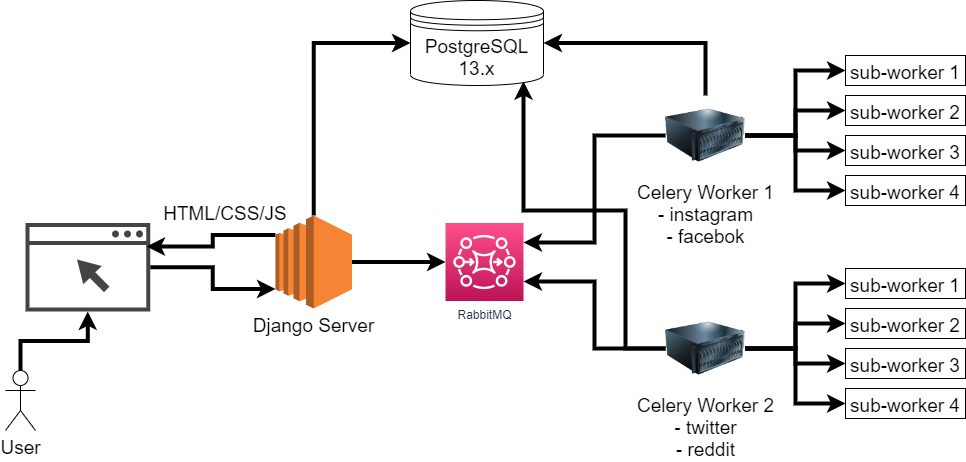 PostgreSQL
13.x
sub-worker 1
sub-worker 2
sub-worker 3
sub-worker 4
Celery Worker 1
- instagram
- facebok
HTML/CSS/JS
RabbitMQ
Django Server
sub-worker 1
sub-worker 2
sub-worker 3
sub-worker 4
Celery Worker 2
- twitter
- reddit
User